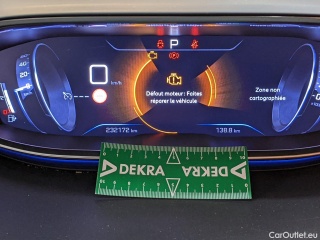 P
0 km/h
Défaut moteur: Faites
réparer le véhicule
Zone non
cartographiée
232172 km
138.8 km
DEKRA
DEKRA
CarOutlet.eu